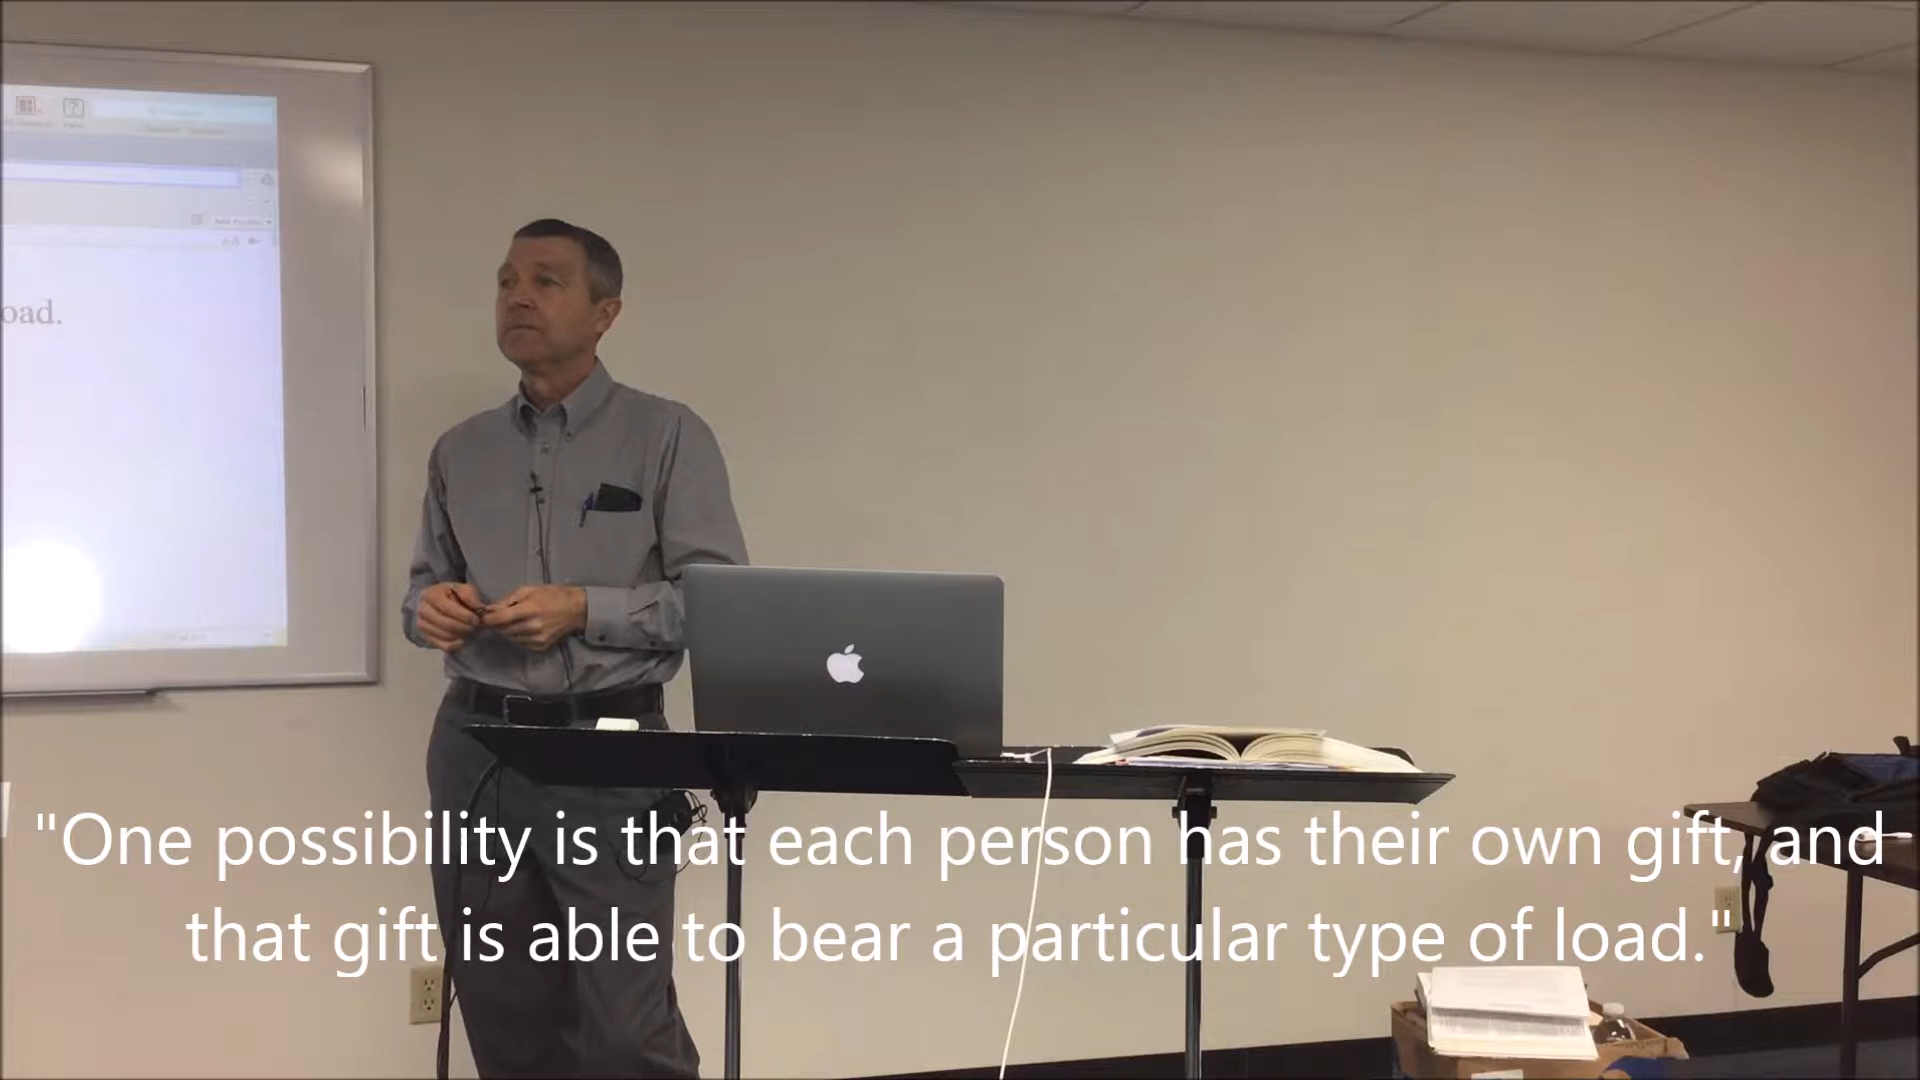 oad.
"One possibility is that each person has their own gift, and
that gift is able to bear a particular type of load."